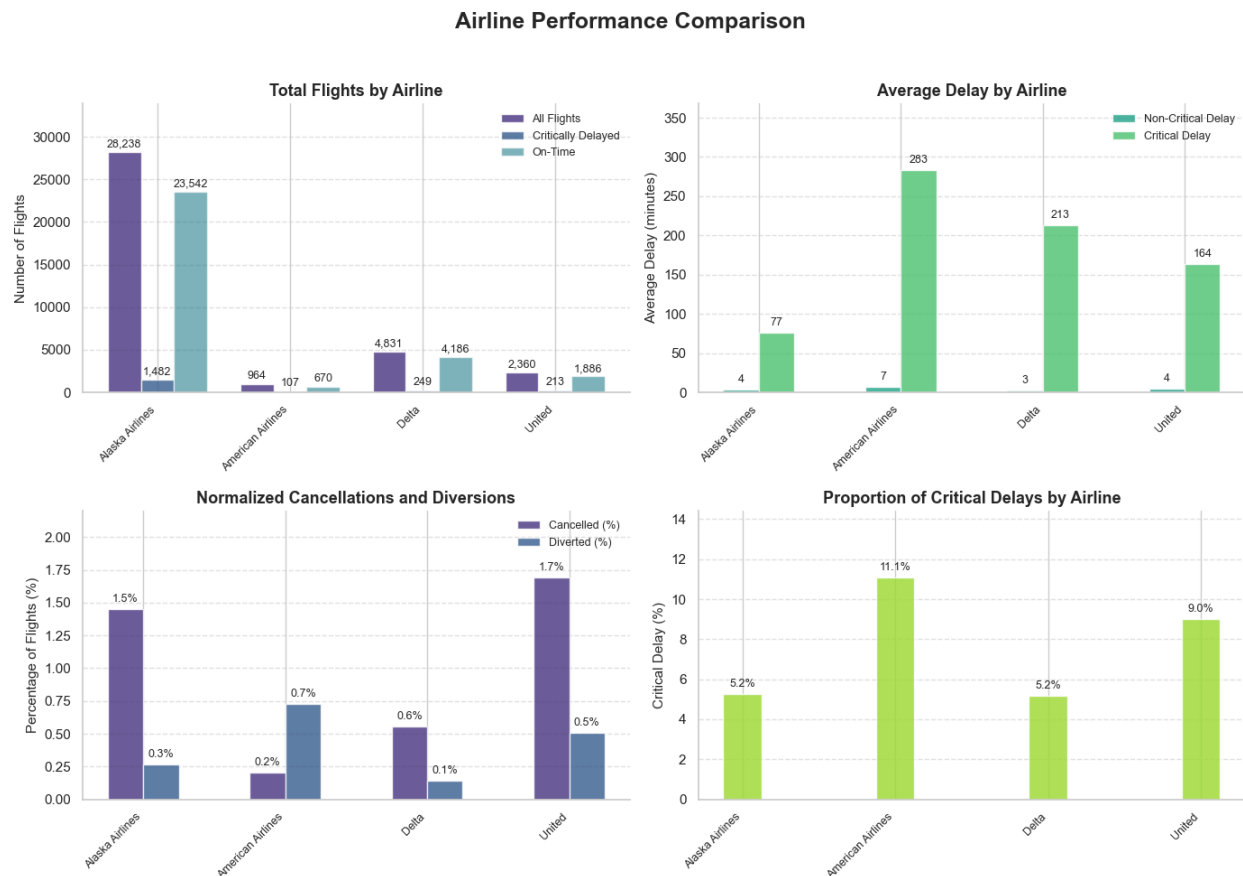 Airline Performance Comparison
Total Flights by Airline
Number of Flights
30000
25000
20000
15000
10000
5000
0
All Flights
Critically Delayed
On-Time
28,238
1,482
23,542
964
107
670
4,831
249
4,186
2,360
213
1,886
Alaska Airlines
American Airlines
Delta
United
Average Delay by Airline
Average Delay (minutes)
350
300
250
200
150
100
50
0
Non-Critical Delay
Critical Delay
4
77
7
283
3
213
4
164
Alaska Airlines
American Airlines
Delta
United
Normalized Cancellations and Diversions
Percentage of Flights (%)
2.00
1.75
1.50
1.25
1.00
0.75
0.50
0.25
0.00
Cancelled (%)
Diverted (%)
1.5%
0.3%
0.2%
0.7%
0.6%
0.1%
1.7%
0.5%
Alaska Airlines
American Airlines
Delta
United
Proportion of Critical Delays by Airline
Critical Delay (%)
14
12
10
8
6
4
2
0
5.2%
11.1%
5.2%
9.0%
Alaska Airlines
American Airlines
Delta
United